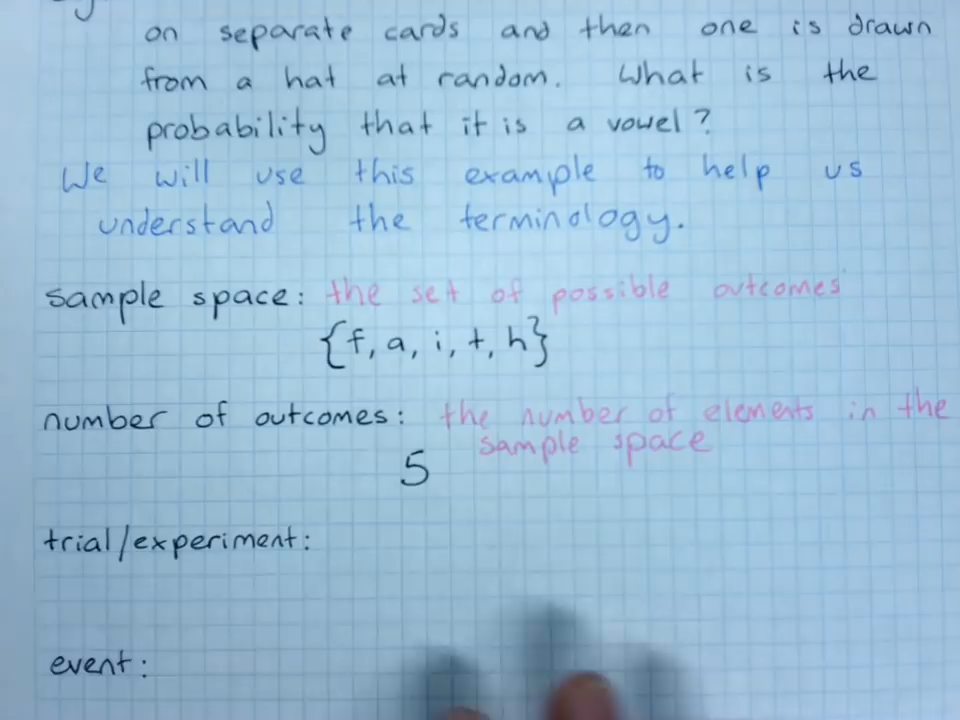 on separate cards and then one is drawn
from a hat at random. What is the
probability that it is a vowel?
We will use this example to help us
understand the terminology.
sample space: the set of possible outcomes
{f, a, i, t, h}
number of outcomes: the number of elements in the
sample space
5
trial/experiment:
event: